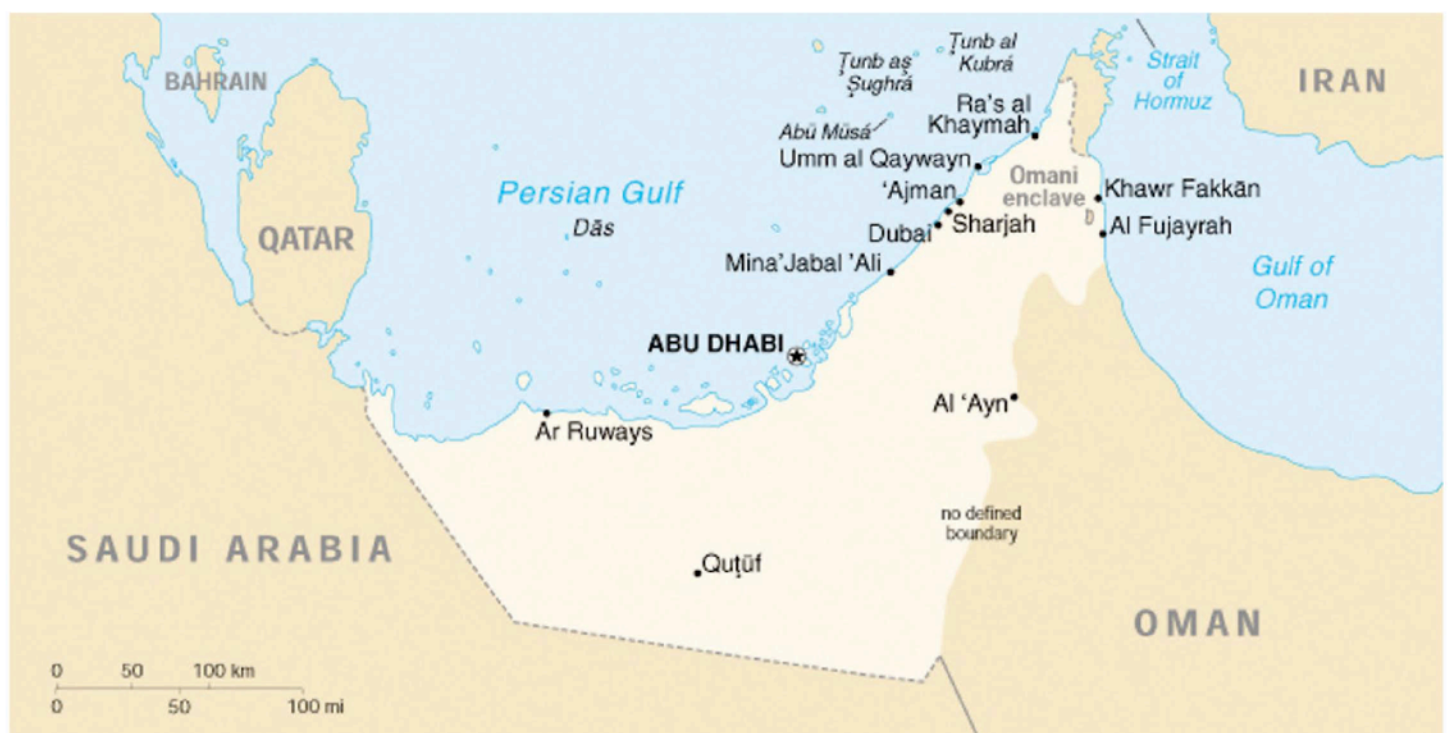 BAHRAIN
QATAR
Persian Gulf
Dās
Ţunb aş
Şughrá
Ţunb al
Kubrá
Abū Mūsá
Strait
of
Hormuz
IRAN
Ra's al
Khaymah
Umm al Qaywayn
'Ajman
Sharjah
Dubai
Mina'Jabal 'Ali
Omani
enclave
Khawr Fakkān
Al Fujayrah
Gulf of
Oman
ABU DHABI
Ar Ruways
Al 'Ayn
no defined
boundary
Quţūf
SAUDI ARABIA
OMAN
0 50 100 km
0 50 100 mi